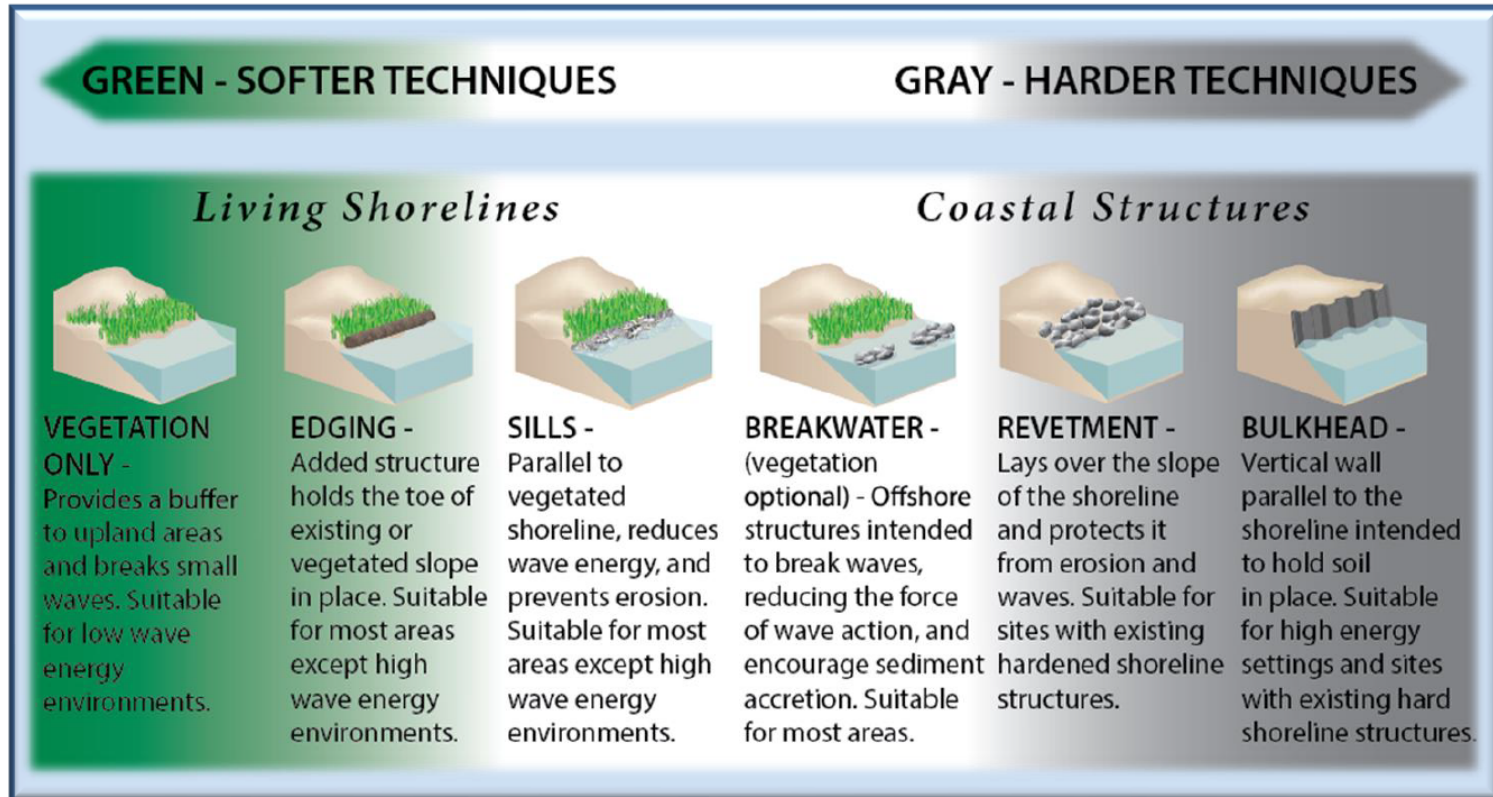 GREEN - SOFTER TECHNIQUES
GRAY - HARDER TECHNIQUES
Living Shorelines
Coastal Structures
VEGETATION
ONLY -
Provides a buffer
to upland areas
and breaks small
waves. Suitable
for low wave
energy
environments.
EDGING -
Added structure
holds the toe of
existing or
vegetated slope
in place. Suitable
for most areas
except high
wave energy
environments.
SILLS -
Parallel to
vegetated
shoreline, reduces
wave energy, and
prevents erosion.
Suitable for most
areas except high
wave energy
environments.
BREAKWATER -
(vegetation
optional) - Offshore
structures intended
to break waves,
reducing the force
of wave action, and
encourage sediment
accretion. Suitable
for most areas.
REVETMENT -
Lays over the slope
of the shoreline
and protects it
from erosion and
waves. Suitable for
sites with existing
hardened shoreline
structures.
BULKHEAD -
Vertical wall
parallel to the
shoreline intended
to hold soil
in place. Suitable
for high energy
settings and sites
with existing hard
shoreline structures.